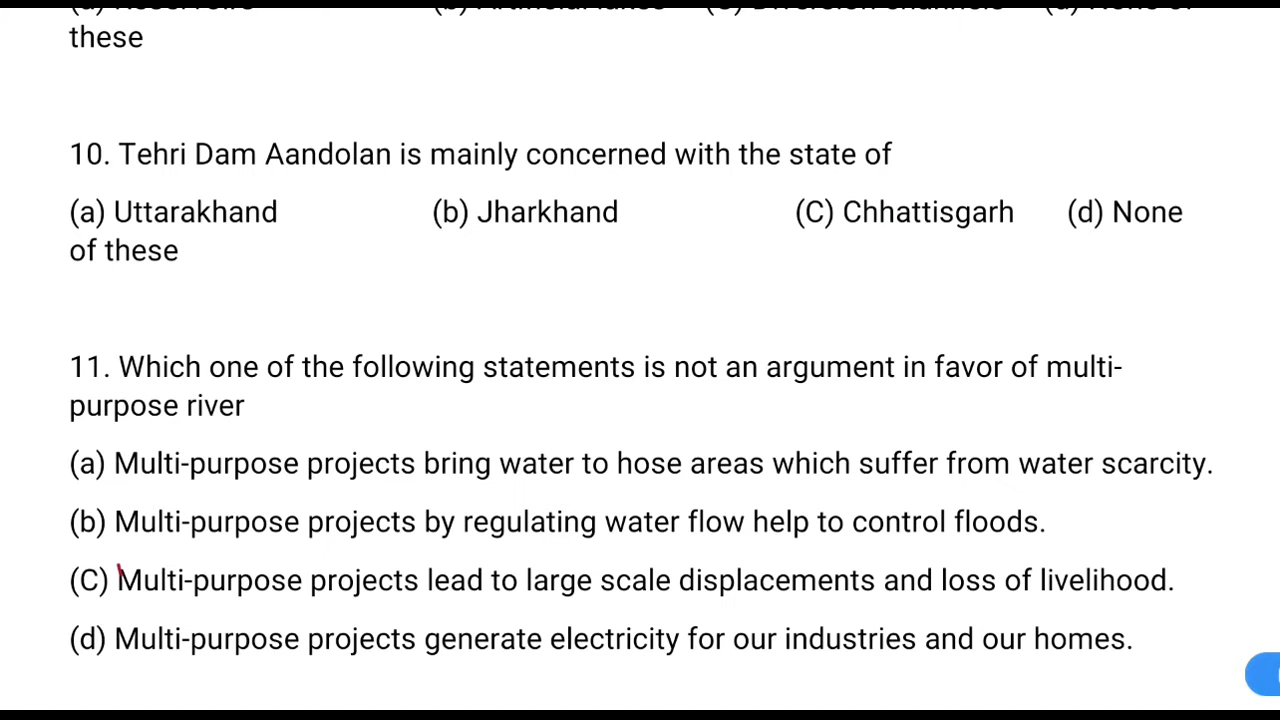 these
10. Tehri Dam Aandolan is mainly concerned with the state of
(a) Uttarakhand (b) Jharkhand (C) Chhattisgarh (d) None
of these
11. Which one of the following statements is not an argument in favor of multi-
purpose river
(a) Multi-purpose projects bring water to hose areas which suffer from water scarcity.
(b) Multi-purpose projects by regulating water flow help to control floods.
(C) Multi-purpose projects lead to large scale displacements and loss of livelihood.
(d) Multi-purpose projects generate electricity for our industries and our homes.